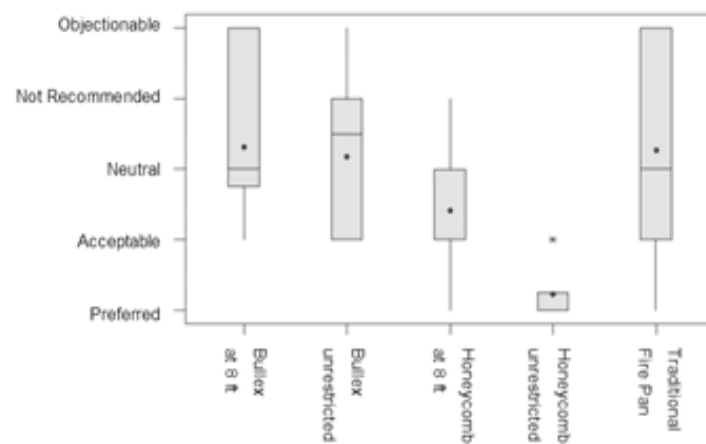 Objectionable
Not Recommended
Neutral
Acceptable
Preferred
Bullex
at 8 ft
Bullex
unrestricted
Honeycomb
at 8 ft
Honeycomb
unrestricted
Traditional
Fire Pan